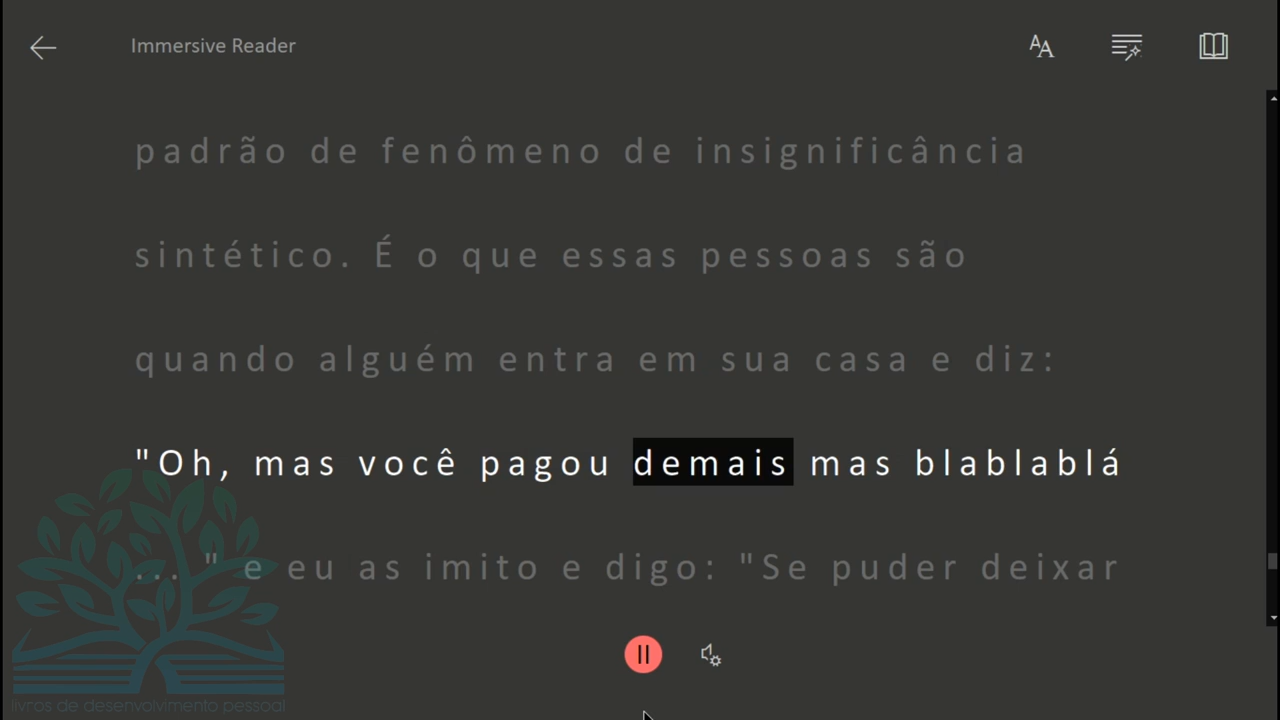 Immersive Reader
padrão de fenômeno de insignificância
sintético. É o que essas pessoas são
quando alguém entra em sua casa e diz:
"Oh, mas você pagou demais mas blablablá
... " e eu as imito e digo: "Se puder deixar
livros de desenvolvimento pessoal